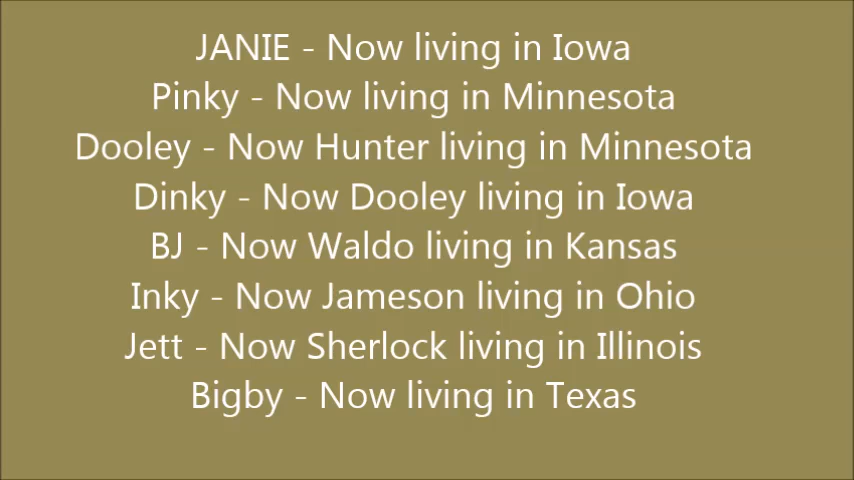 JANIE - Now living in Iowa
Pinky - Now living in Minnesota
Dooley - Now Hunter living in Minnesota
Dinky - Now Dooley living in Iowa
BJ - Now Waldo living in Kansas
Inky - Now Jameson living in Ohio
Jett - Now Sherlock living in Illinois
Bigby - Now living in Texas